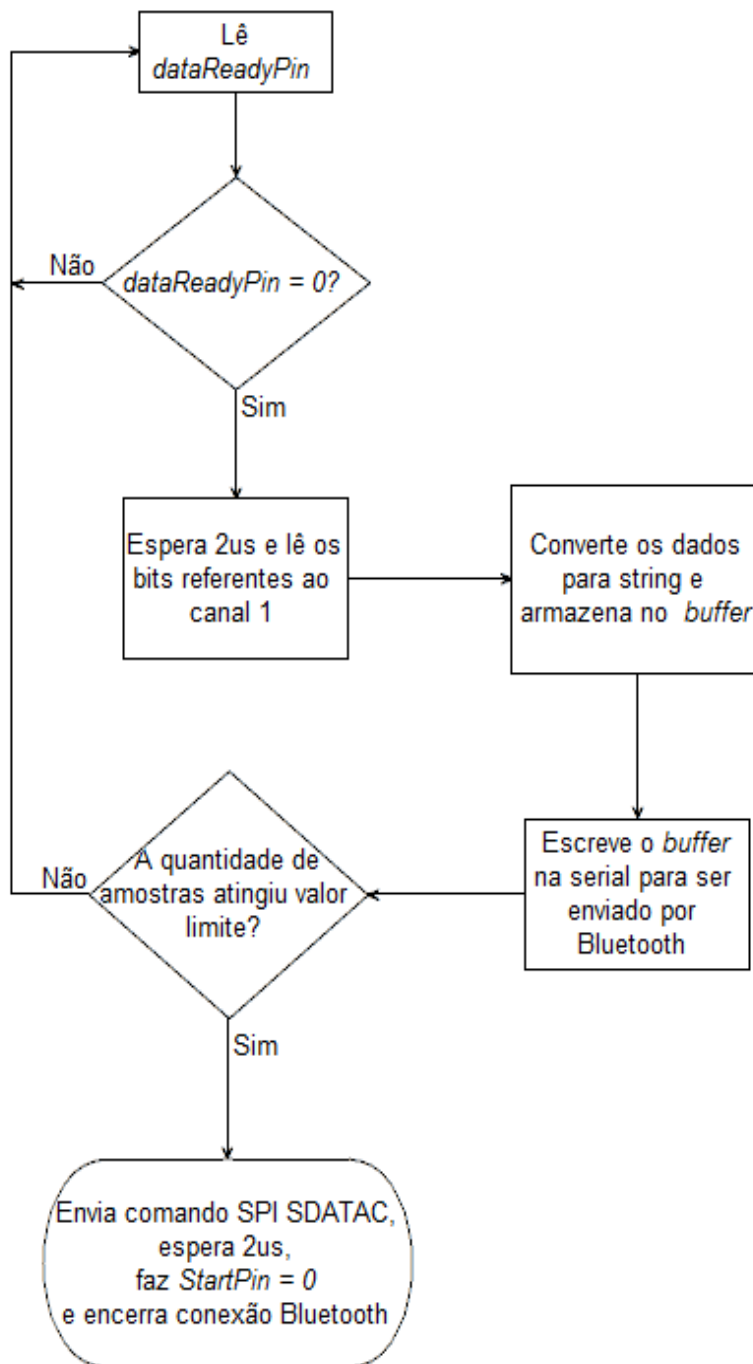 Lê
dataReadyPin
Não
dataReadyPin = 0?
Sim
Espera 2us e lê os
bits referentes ao
canal 1
Converte os dados
para string e
armazena no buffer
Escreve o buffer
na serial para ser
enviado por
Bluetooth
A quantidade de
amostras atingiu valor
limite?
Não
Sim
Envia comando SPI SDATAC,
espera 2us,
faz StartPin = 0
e encerra conexão Bluetooth